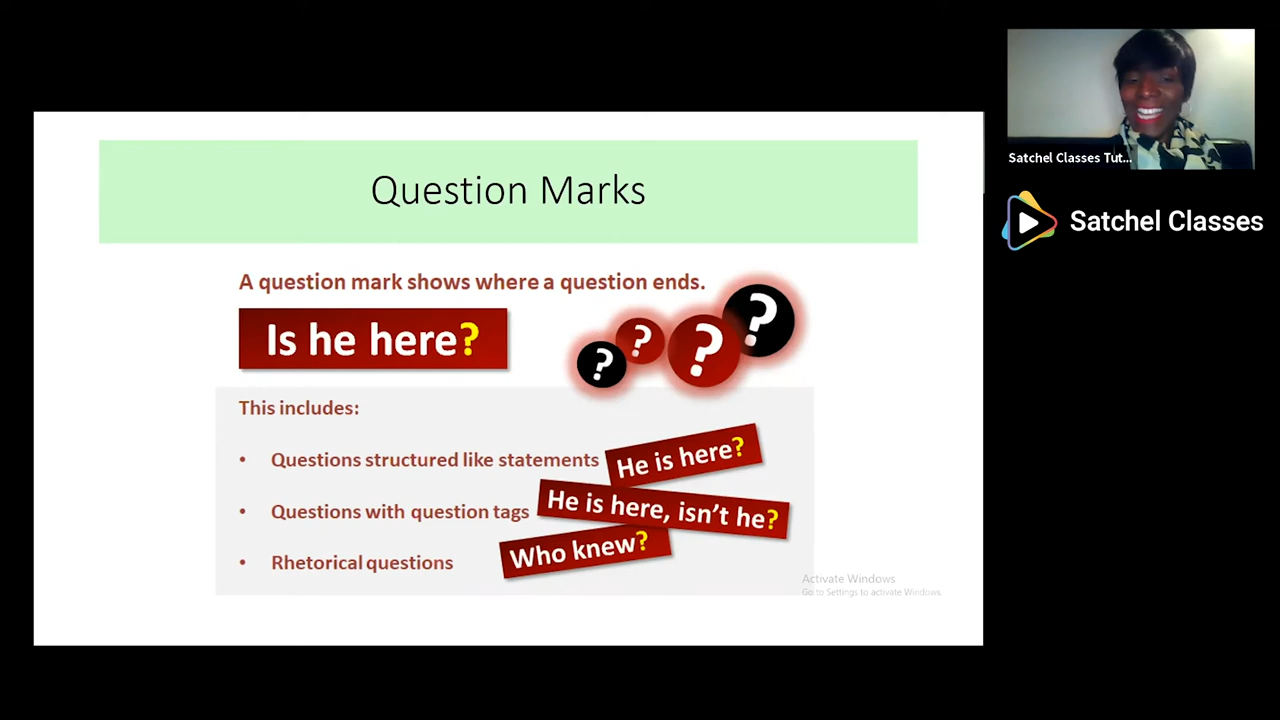 Question Marks
A question mark shows where a question ends.
Is he here?
? ? ? ?
This includes:
• Questions structured like statements
He is here?
• Questions with question tags
He is here, isn't he?
• Rhetorical questions
Who knew?
Activate Windows
Go to Settings to activate Windows.
Satchel Classes Tut...
Satchel Classes